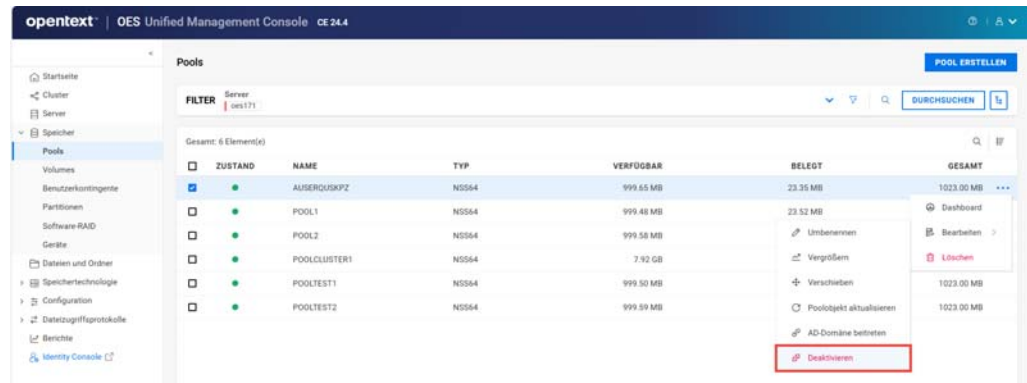 opentext™ | OES Unified Management Console CE 24.4
Startseite
Cluster
Server
Speicher
Pools
Volumes
Benutzerkontingente
Partitionen
Software-RAID
Geräte
Dateien und Ordner
Speichertechnologie
Configuration
Dateizugriffsprotokolle
Berichte
Identity Console
Pools
POOL ERSTELLEN
FILTER Server oes171 DURCHSUCHEN
Gesamt: 6 Element(e)
ZUSTAND NAME TYP VERFÜGBAR BELEGT GESAMT
AUSERQUSKPZ NSS64 999.65 MB 23.35 MB 1023.00 MB
POOL1 NSS64 999.48 MB 23.52 MB
POOL2 NSS64 999.58 MB
POOLCLUSTER1 NSS64 7.92 GB
POOLTEST1 NSS64 999.50 MB 1023.00 MB
POOLTEST2 NSS64 999.59 MB 1023.00 MB
Dashboard
Bearbeiten
Löschen
Umbenennen
Vergrößern
Verschieben
Poolobjekt aktualisieren
AD-Domäne beitreten
Deaktivieren